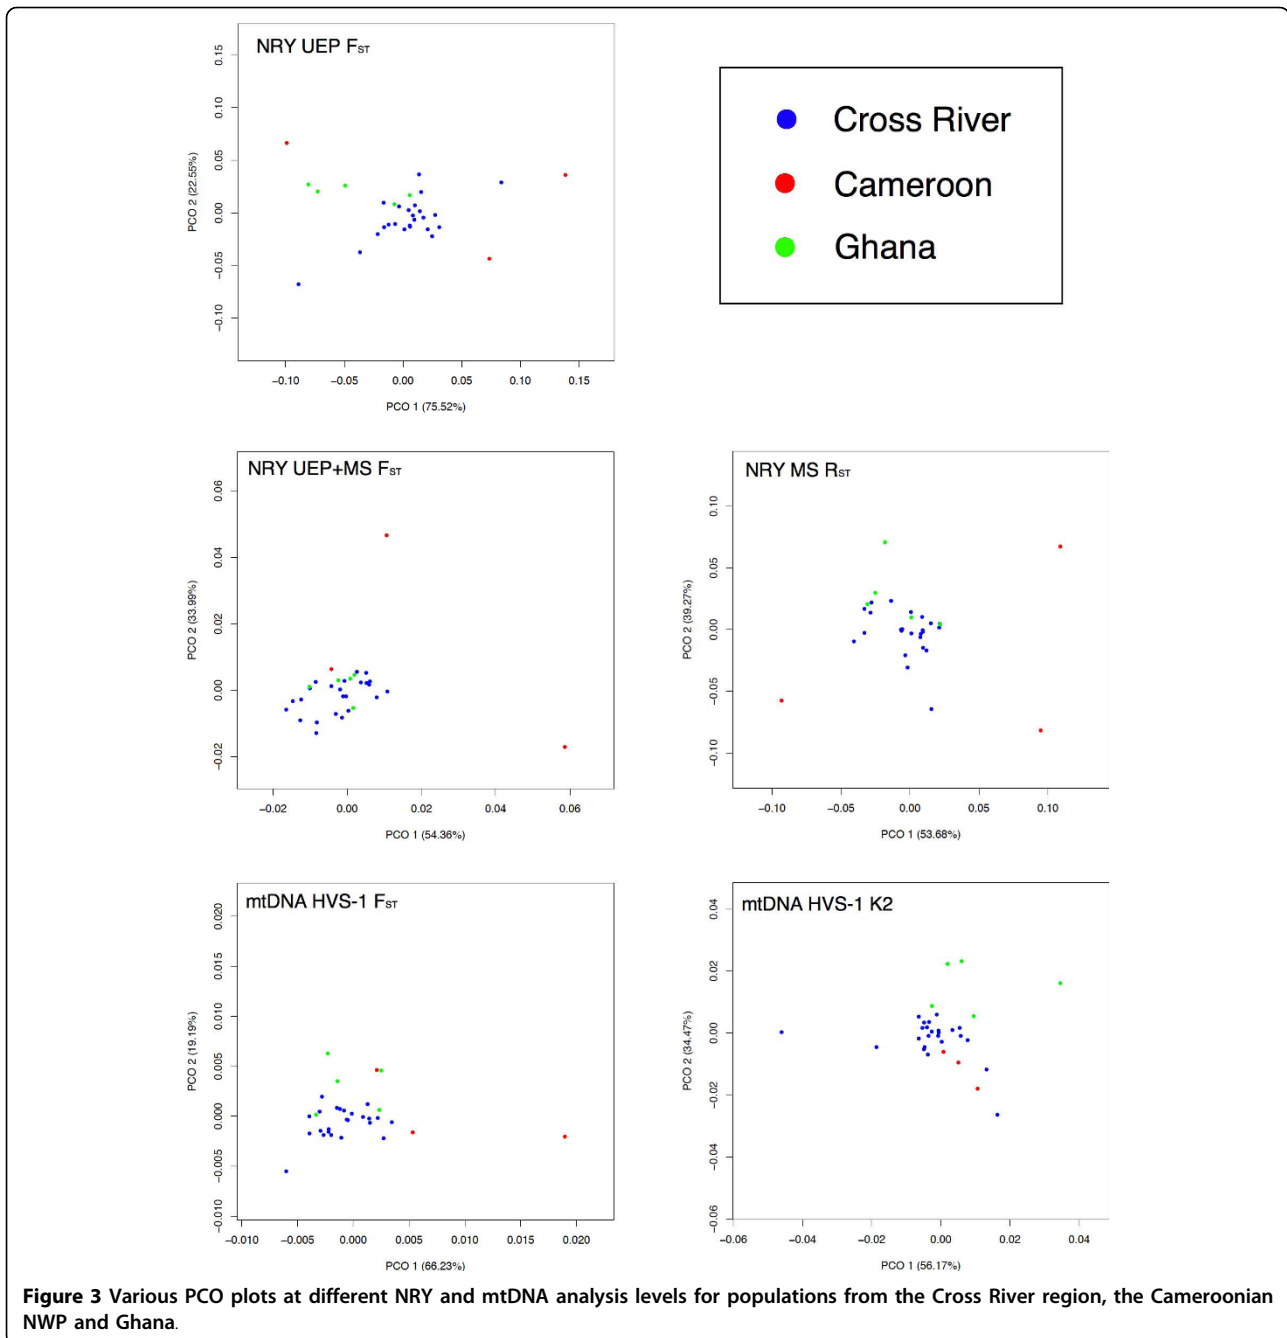 NRY UEP FST
0.15
0.10
0.05
0.00
−0.05
−0.10
PCO 2 (22.55%)
−0.10 −0.05 0.00 0.05 0.10 0.15
PCO 1 (75.52%)
Cross River
Cameroon
Ghana
NRY UEP+MS FST
0.06
0.04
0.02
0.00
−0.02
PCO 2 (33.99%)
−0.02 0.00 0.02 0.04 0.06
PCO 1 (54.36%)
NRY MS RST
0.10
0.05
0.00
−0.05
−0.10
PCO 2 (39.27%)
−0.10 −0.05 0.00 0.05 0.10
PCO 1 (53.68%)
mtDNA HVS-1 FST
0.020
0.015
0.010
0.005
0.000
−0.005
−0.010
PCO 2 (19.19%)
−0.010 −0.005 0.000 0.005 0.010 0.015 0.020
PCO 1 (66.23%)
mtDNA HVS-1 K2
0.04
0.02
0.00
−0.02
−0.04
−0.06
PCO 2 (34.47%)
−0.06 −0.04 −0.02 0.00 0.02 0.04
PCO 1 (56.17%)
Figure 3 Various PCO plots at different NRY and mtDNA analysis levels for populations from the Cross River region, the Cameroonian
NWP and Ghana.